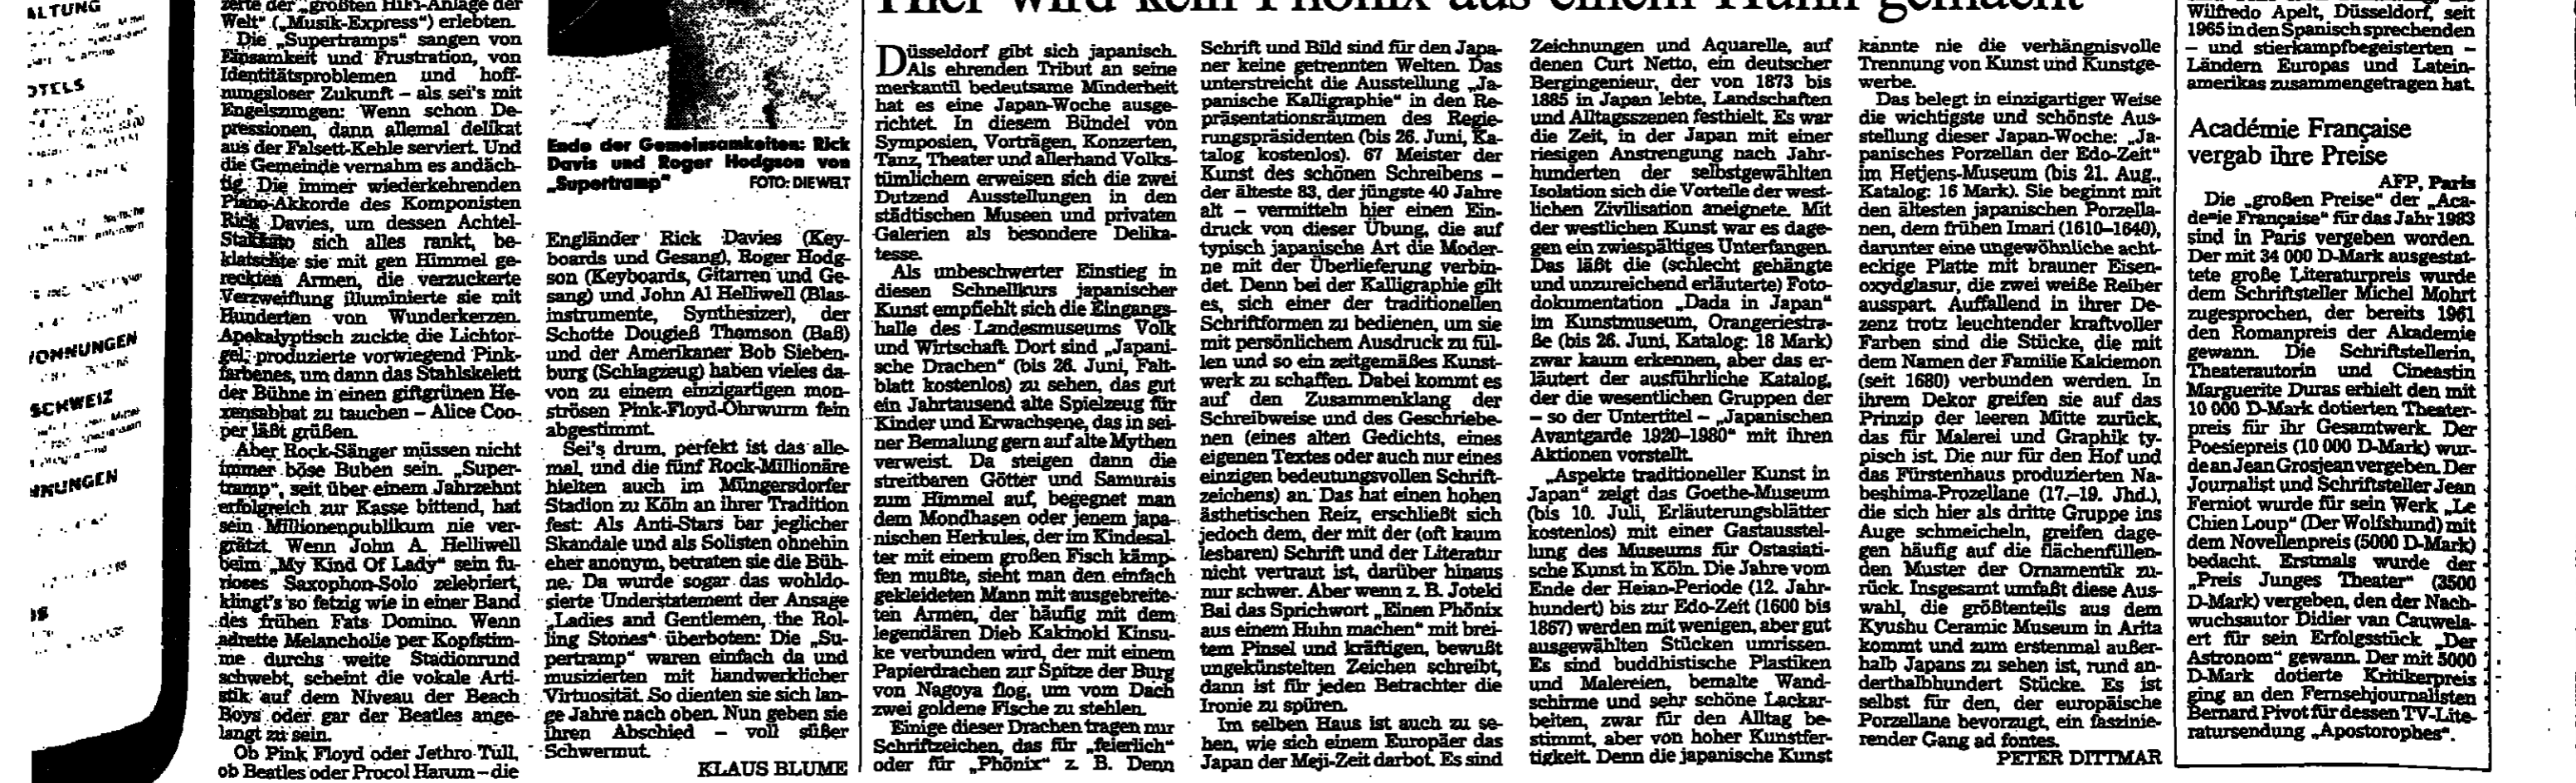 ALTUNG
OTELS
SCHWEIZ
zerte der „größten HiFi-Anlage der
Welt“ („Musik-Express“) erlebten.
Die „Supertramps“ sangen von
Einsamkeit und Frustration, von
Identitätsproblemen und hoff-
nungsloser Zukunft – als sei's mit
Engelszungen: Wenn schon De-
pressionen, dann allemal delikat
aus der Falsett-Kehle serviert. Und
die Gemeinde vernahm es andäch-
tig. Die immer wiederkehrenden
Piano-Akkorde des Komponisten
Rick Davies, um dessen Achtel-
Stakkato sich alles rankt, be-
klatschte sie mit gen Himmel ge-
reckten Armen, die verzuckerte
Verzweiflung illuminierte sie mit
Hunderten von Wunderkerzen.
Apokalyptisch zuckte die Lichtor-
gel, produzierte vorwiegend Pink-
farbenes, um dann das Stahlskelett
der Bühne in einen giftgrünen He-
xensabbat zu tauchen – Alice Coo-
per läßt grüßen.
Aber Rock-Sänger müssen nicht
immer böse Buben sein. „Super-
tramp“, seit über einem Jahrzehnt
erfolgreich zur Kasse bittend, hat
sein Millionenpublikum nie ver-
grätzt. Wenn John A. Helliwell
beim „My Kind Of Lady“ sein fu-
rioses Saxophon-Solo zelebriert,
klingt's so fetzig wie in einer Band
des frühen Fats Domino. Wenn
adrette Melancholie per Kopfstim-
me durchs weite Stadionrund
schwebt, scheint die vokale Arti-
stik auf dem Niveau der Beach
Boys oder gar der Beatles ange-
langt zu sein.
Ob Pink Floyd oder Jethro Tull,
ob Beatles oder Procol Harum – die
Ende der Gemeinsamkeiten: Rick
Davis und Roger Hodgson von
„Supertramp“ FOTO: DIE WELT
Engländer Rick Davies (Key-
boards und Gesang), Roger Hodg-
son (Keyboards, Gitarren und Ge-
sang) und John Al Helliwell (Blas-
instrumente, Synthesizer), der
Schotte Dougieß Thomson (Baß)
und der Amerikaner Bob Sieben-
burg (Schlagzeug) haben vieles da-
von zu einem einzigartigen mon-
strösen Pink-Floyd-Ohrwurm fein
abgestimmt.
Sei's drum, perfekt ist das alle-
mal, und die fünf Rock-Millionäre
hielten auch im Müngersdorfer
Stadion zu Köln an ihrer Tradition
fest: Als Anti-Stars bar jeglicher
Skandale und als Solisten ohnehin
eher anonym, betraten sie die Büh-
ne. Da wurde sogar das wohldo-
sierte Understatement der Ansage
„Ladies and Gentlemen, the Rol-
ling Stones“ überboten: Die „Su-
pertramp“ waren einfach da und
musizierten mit handwerklicher
Virtuosität. So dienten sie sich lan-
ge Jahre nach oben. Nun geben sie
ihren Abschied – voll süßer
Schwermut.
KLAUS BLUME
Hier wird kein Phönix aus einem Huhn gemacht
Düsseldorf gibt sich japanisch.
Als ehrenden Tribut an seine
merkantil bedeutsame Minderheit
hat es eine Japan-Woche ausge-
richtet. In diesem Bündel von
Symposien, Vorträgen, Konzerten,
Tanz, Theater und allerhand Volks-
tümlichem erweisen sich die zwei
Dutzend Ausstellungen in den
städtischen Museen und privaten
Galerien als besondere Delika-
tesse.
Als unbeschwerter Einstieg in
diesen Schnellkurs japanischer
Kunst empfiehlt sich die Eingangs-
halle des Landesmuseums Volk
und Wirtschaft. Dort sind „Japani-
sche Drachen“ (bis 26. Juni, Falt-
blatt kostenlos) zu sehen, das gut
ein Jahrtausend alte Spielzeug für
Kinder und Erwachsene, das in sei-
ner Bemalung gern auf alte Mythen
verweist. Da steigen dann die
streitbaren Götter und Samurais
zum Himmel auf, begegnet man
dem Mondhasen oder jenem japa-
nischen Herkules, der im Kindesal-
ter mit einem großen Fisch kämp-
fen mußte, sieht man den einfach
gekleideten Mann mit ausgebreite-
ten Armen, der häufig mit dem
legendären Dieb Kakinoki Kinsu-
ke verbunden wird, der mit einem
Papierdrachen zur Spitze der Burg
von Nagoya flog, um vom Dach
zwei goldene Fische zu stehlen.
Einige dieser Drachen tragen nur
Schriftzeichen, das für „feierlich“
oder für „Phönix“ z. B. Denn
Schrift und Bild sind für den Japa-
ner keine getrennten Welten. Das
unterstreicht die Ausstellung „Ja-
panische Kalligraphie“ in den Re-
präsentationsräumen des Regie-
rungspräsidenten (bis 26. Juni, Ka-
talog kostenlos). 67 Meister der
Kunst des schönen Schreibens –
der älteste 83, der jüngste 40 Jahre
alt – vermitteln hier einen Ein-
druck von dieser Übung, die auf
typisch japanische Art die Moder-
ne mit der Überlieferung verbin-
det. Denn bei der Kalligraphie gilt
es, sich einer der traditionellen
Schriftformen zu bedienen, um sie
mit persönlichem Ausdruck zu fül-
len und so ein zeitgemäßes Kunst-
werk zu schaffen. Dabei kommt es
auf den Zusammenklang der
Schreibweise und des Geschriebe-
nen (eines alten Gedichts, eines
eigenen Textes oder auch nur eines
einzigen bedeutungsvollen Schrift-
zeichens) an. Das hat einen hohen
ästhetischen Reiz, erschließt sich
jedoch dem, der mit der (oft kaum
lesbaren) Schrift und der Literatur
nicht vertraut ist, darüber hinaus
nur schwer. Aber wenn z. B. Joteki
Bai das Sprichwort „Einen Phönix
aus einem Huhn machen“ mit brei-
tem Pinsel und kräftigen, bewußt
ungekünstelten Zeichen schreibt,
dann ist für jeden Betrachter die
Ironie zu spüren.
Im selben Haus ist auch zu se-
hen, wie sich einem Europäer das
Japan der Meji-Zeit darbot. Es sind
Zeichnungen und Aquarelle, auf
denen Curt Netto, ein deutscher
Bergingenieur, der von 1873 bis
1885 in Japan lebte, Landschaften
und Alltagsszenen festhielt. Es war
die Zeit, in der Japan mit einer
riesigen Anstrengung nach Jahr-
hunderten der selbstgewählten
Isolation sich die Vorteile der west-
lichen Zivilisation aneignete. Mit
der westlichen Kunst war es dage-
gen ein zwiespältiges Unterfangen.
Das läßt die (schlecht gehängte
und unzureichend erläuterte) Foto-
dokumentation „Dada in Japan“
im Kunstmuseum, Orangeriestra-
ße (bis 26. Juni, Katalog: 18 Mark)
zwar kaum erkennen, aber das er-
läutert der ausführliche Katalog,
der die wesentlichen Gruppen der
– so der Untertitel – „Japanischen
Avantgarde 1920–1980“ mit ihren
Aktionen vorstellt.
„Aspekte traditioneller Kunst in
Japan“ zeigt das Goethe-Museum
(bis 10. Juli, Erläuterungsblätter
kostenlos) mit einer Gastausstel-
lung des Museums für Ostasiati-
sche Kunst in Köln. Die Jahre vom
Ende der Heian-Periode (12. Jahr-
hundert) bis zur Edo-Zeit (1600 bis
1867) werden mit wenigen, aber gut
ausgewählten Stücken umrissen.
Es sind buddhistische Plastiken
und Malereien, bemalte Wand-
schirme und sehr schöne Lackar-
beiten, zwar für den Alltag be-
stimmt, aber von hoher Kunstfer-
tigkeit. Denn die japanische Kunst
kannte nie die verhängnisvolle
Trennung von Kunst und Kunstge-
werbe.
Das belegt in einzigartiger Weise
die wichtigste und schönste Aus-
stellung dieser Japan-Woche: „Ja-
panisches Porzellan der Edo-Zeit“
im Hetjens-Museum (bis 21. Aug.,
Katalog: 16 Mark). Sie beginnt mit
den ältesten japanischen Porzella-
nen, dem frühen Imari (1610–1640),
darunter eine ungewöhnliche acht-
eckige Platte mit brauner Eisen-
oxydglasur, die zwei weiße Reiher
ausspart. Auffallend in ihrer De-
zenz trotz leuchtender kraftvoller
Farben sind die Stücke, die mit
dem Namen der Familie Kakiemon
(seit 1680) verbunden werden. In
ihrem Dekor greifen sie auf das
Prinzip der leeren Mitte zurück,
das für Malerei und Graphik ty-
pisch ist. Die nur für den Hof und
das Fürstenhaus produzierten Na-
beshima-Prozellane (17.–19. Jhd.),
die sich hier als dritte Gruppe ins
Auge schmeicheln, greifen dage-
gen häufig auf die flächenfüllen-
den Muster der Ornamentik zu-
rück. Insgesamt umfaßt diese Aus-
wahl, die größtenteils aus dem
Kyushu Ceramic Museum in Arita
kommt und zum erstenmal außer-
halb Japans zu sehen ist, rund an-
derthalbhundert Stücke. Es ist
selbst für den, der europäische
Porzellane bevorzugt, ein faszinie-
render Gang ad fontes.
PETER DITTMAR
Wilfredo Apelt, Düsseldorf, seit
1965 in den Spanisch sprechenden
– und stierkampfbegeisterten –
Ländern Europas und Latein-
amerikas zusammengetragen hat.
Académie Française
vergab ihre Preise
AFP, Paris
Die „großen Preise“ der „Aca-
demie Française“ für das Jahr 1983
sind in Paris vergeben worden.
Der mit 34 000 D-Mark ausgestat-
tete große Literaturpreis wurde
dem Schriftsteller Michel Mohrt
zugesprochen, der bereits 1961
den Romanpreis der Akademie
gewann. Die Schriftstellerin,
Theaterautorin und Cineastin
Marguerite Duras erhielt den mit
10 000 D-Mark dotierten Theater-
preis für ihr Gesamtwerk. Der
Poesiepreis (10 000 D-Mark) wur-
de an Jean Grosjean vergeben. Der
Journalist und Schriftsteller Jean
Ferniot wurde für sein Werk „Le
Chien Loup“ (Der Wolfshund) mit
dem Novellenpreis (5000 D-Mark)
bedacht. Erstmals wurde der
„Preis Junges Theater“ (3500
D-Mark) vergeben, den der Nach-
wuchsautor Didier van Cauwela-
ert für sein Erfolgsstück „Der
Astronom“ gewann. Der mit 5000
D-Mark dotierte Kritikerpreis
ging an den Fernsehjournalisten
Bernard Pivot für dessen TV-Lite-
ratursendung „Apostorophes“.